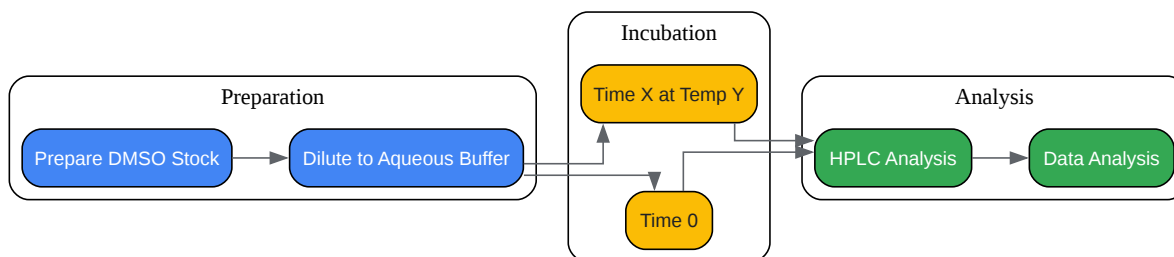 Preparation
Prepare DMSO Stock
Dilute to Aqueous Buffer
Incubation
Time X at Temp Y
Time 0
Analysis
HPLC Analysis
Data Analysis